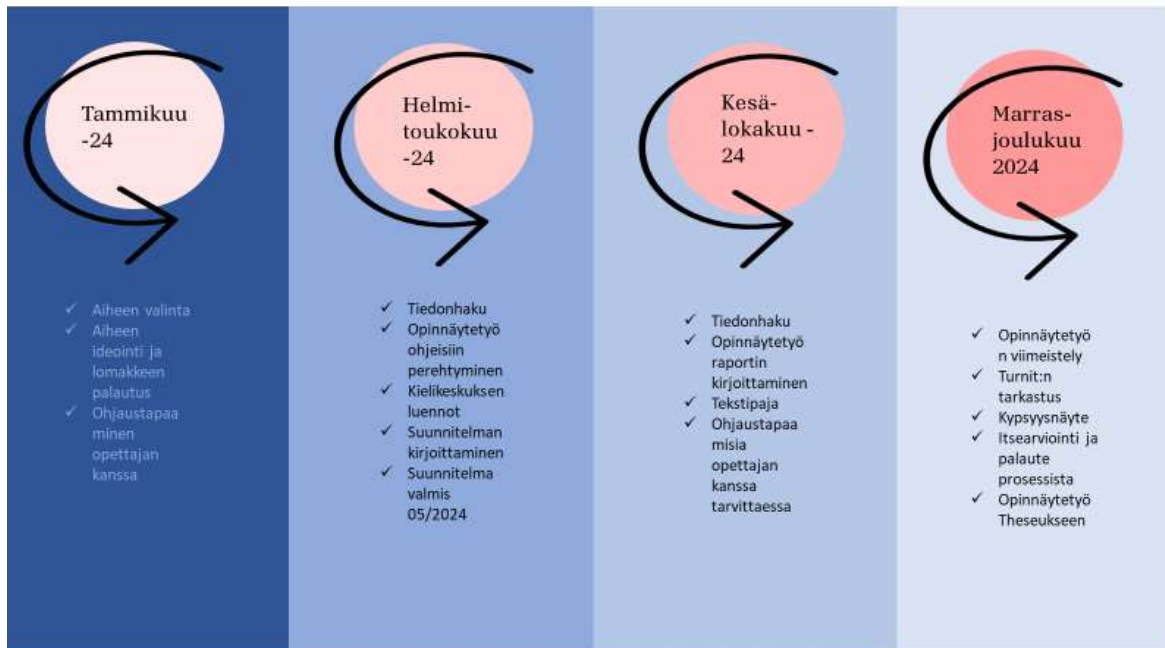 Tammikuu
-24
✓ Aiheen valinta
✓ Aiheen
ideointi ja
lomakkeen
palautus
✓ Ohjaustapaa
minen
opettajan
kanssa
Helmi-
toukokuu
-24
✓ Tiedonhaku
✓ Opinnäytetyö
ohjeisiin
perehtyminen
✓ Kielikeskuksen
luennot
✓ Suunnitelman
kirjoittaminen
✓ Suunnitelma
valmis
05/2024
Kesä-
lokakuu -
24
✓ Tiedonhaku
✓ Opinnäytetyö
raportin
kirjoittaminen
✓ Tekstipaja
✓ Ohjaustapaa
misia
opettajan
kanssa
tarvittaessa
Marras-
joulukuu
2024
✓ Opinnäytetyö
n viimeistely
✓ Turnit:n
tarkastus
✓ Kypsyysnäyte
✓ Itsearviointi ja
palaute
prosessista
✓ Opinnäytetyö
Theseukseen